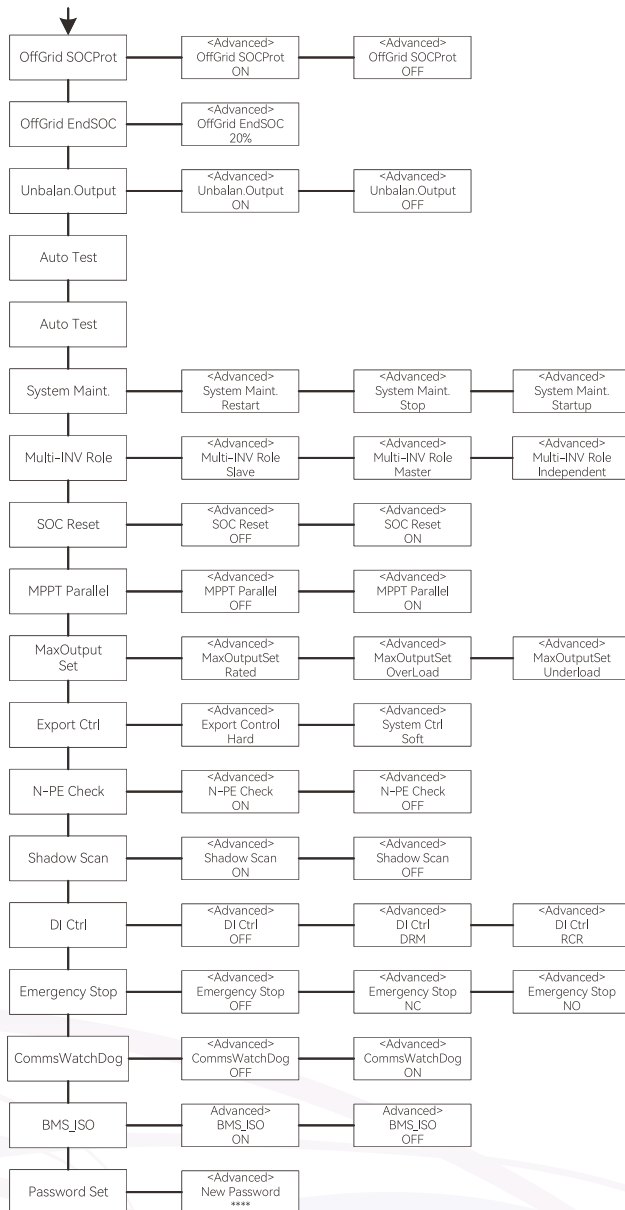 OffGrid SOCProt
<Advanced>
OffGrid SOCProt
ON
<Advanced>
OffGrid SOCProt
OFF
OffGrid EndSOC
<Advanced>
OffGrid EndSOC
20%
Unbalan.Output
<Advanced>
Unbalan.Output
ON
<Advanced>
Unbalan.Output
OFF
Auto Test
Auto Test
System Maint.
<Advanced>
System Maint.
Restart
<Advanced>
System Maint.
Stop
<Advanced>
System Maint.
Startup
Multi-INV Role
<Advanced>
Multi-INV Role
Slave
<Advanced>
Multi-INV Role
Master
<Advanced>
Multi-INV Role
Independent
SOC Reset
<Advanced>
SOC Reset
OFF
<Advanced>
SOC Reset
ON
MPPT Parallel
<Advanced>
MPPT Parallel
OFF
<Advanced>
MPPT Parallel
ON
MaxOutput
Set
<Advanced>
MaxOutputSet
Rated
<Advanced>
MaxOutputSet
OverLoad
<Advanced>
MaxOutputSet
Underload
Export Ctrl
<Advanced>
Export Control
Hard
<Advanced>
System Ctrl
Soft
N-PE Check
<Advanced>
N-PE Check
ON
<Advanced>
N-PE Check
OFF
Shadow Scan
<Advanced>
Shadow Scan
ON
<Advanced>
Shadow Scan
OFF
DI Ctrl
<Advanced>
DI Ctrl
OFF
<Advanced>
DI Ctrl
DRM
<Advanced>
DI Ctrl
RCR
Emergency Stop
<Advanced>
Emergency Stop
OFF
<Advanced>
Emergency Stop
NC
<Advanced>
Emergency Stop
NO
CommsWatchDog
<Advanced>
CommsWatchDog
OFF
<Advanced>
CommsWatchDog
ON
BMS_ISO
Advanced>
BMS_ISO
ON
Advanced>
BMS_ISO
OFF
Password Set
<Advanced>
New Password
****